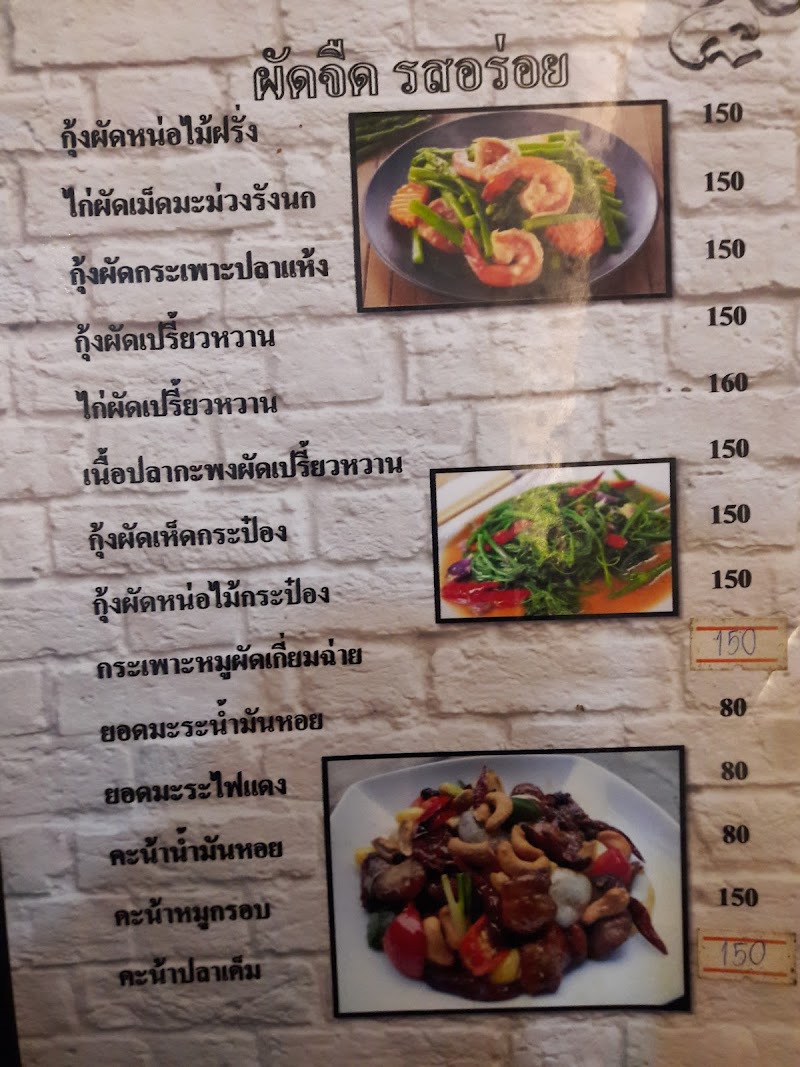 ผัดจืด รสอร่อย
กุ้งผัดหน่อไม้ฝรั่ง 150
ไก่ผัดเม็ดมะม่วงรังนก 150
กุ้งผัดกระเพาะปลาแห้ง 150
กุ้งผัดเปรี้ยวหวาน 150
ไก่ผัดเปรี้ยวหวาน 160
เนื้อปลากะพงผัดเปรี้ยวหวาน 150
กุ้งผัดเห็ดกระป๋อง 150
กุ้งผัดหน่อไม้กระป๋อง 150
กระเพาะหมูผัดเกี่ยมฉ่าย 150
ยอดมะระน้ำมันหอย 80
ยอดมะระไฟแดง 80
คะน้าน้ำมันหอย 80
คะน้าหมูกรอบ 150
คะน้าปลาเค็ม 150